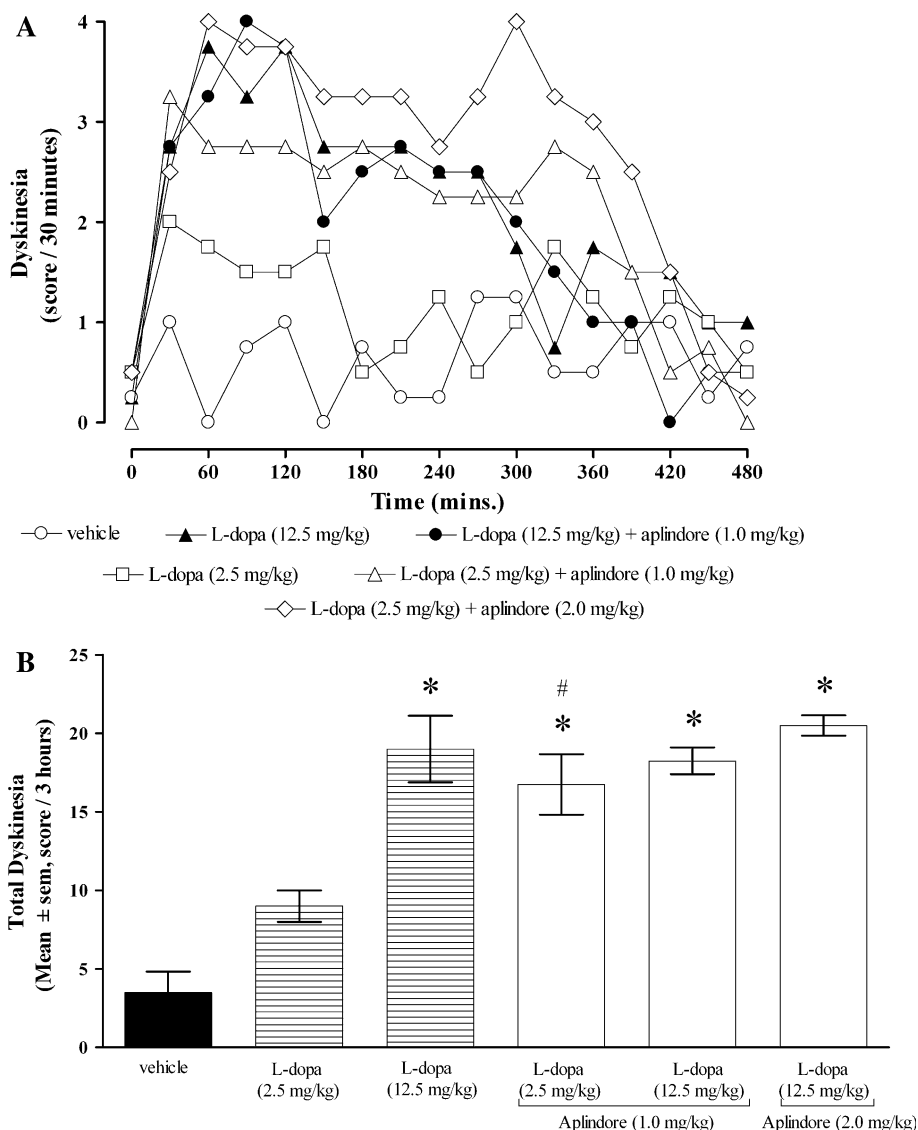 A
4
3
2
1
0
Dyskinesia
(score / 30 minutes)
0 60 120 180 240 300 360 420 480
Time (mins.)
vehicle L-dopa (12.5 mg/kg) L-dopa (12.5 mg/kg) + aplindore (1.0 mg/kg)
L-dopa (2.5 mg/kg) L-dopa (2.5 mg/kg) + aplindore (1.0 mg/kg)
L-dopa (2.5 mg/kg) + aplindore (2.0 mg/kg)
B
25
20
15
10
5
0
Total Dyskinesia
(Mean ± sem, score / 3 hours)
* # * * *
vehicle L-dopa L-dopa L-dopa L-dopa L-dopa
(2.5 mg/kg) (12.5 mg/kg) (2.5 mg/kg) (12.5 mg/kg) (12.5 mg/kg)
Aplindore (1.0 mg/kg) Aplindore (2.0 mg/kg)